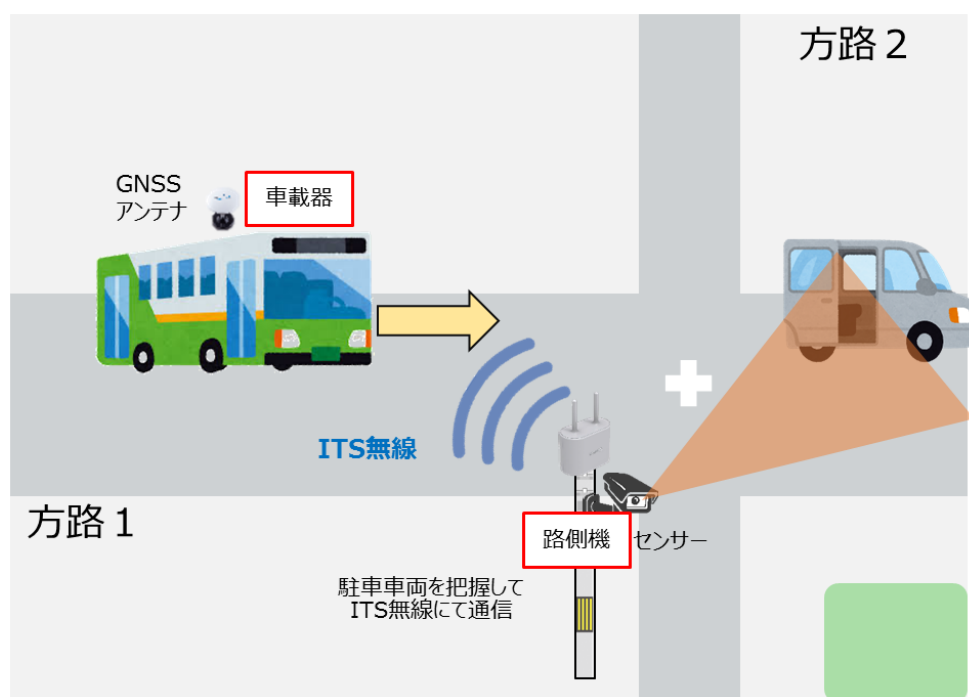 方路２
GNSS
アンテナ
車載器
ITS無線
方路１
路側機
センサー
駐車車両を把握して
ITS無線にて通信